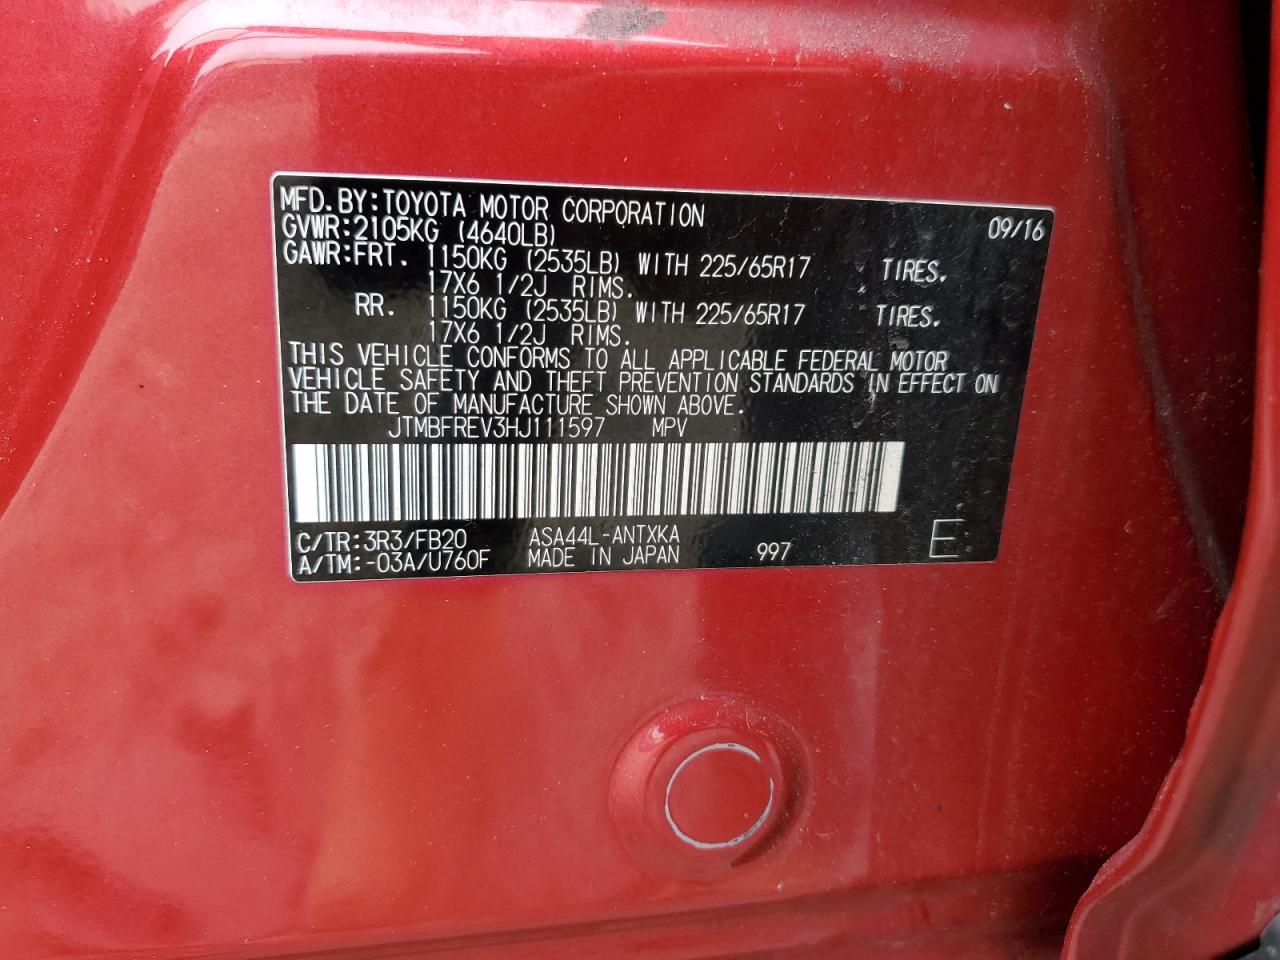 MFD.BY:TOYOTA MOTOR CORPORATION 09/16
GVWR:2105KG (4640LB)
GAWR:FRT. 1150KG (2535LB) WITH 225/65R17 TIRES.
17X6 1/2J RIMS.
RR. 1150KG (2535LB) WITH 225/65R17 TIRES.
17X6 1/2J RIMS.
THIS VEHICLE CONFORMS TO ALL APPLICABLE FEDERAL MOTOR
VEHICLE SAFETY AND THEFT PREVENTION STANDARDS IN EFFECT ON
THE DATE OF MANUFACTURE SHOWN ABOVE.
JTMBFREV3HJ111597 MPV
C/TR:3R3/FB20 ASA44L-ANTXKA
A/TM:-03A/U760F MADE IN JAPAN 997 E